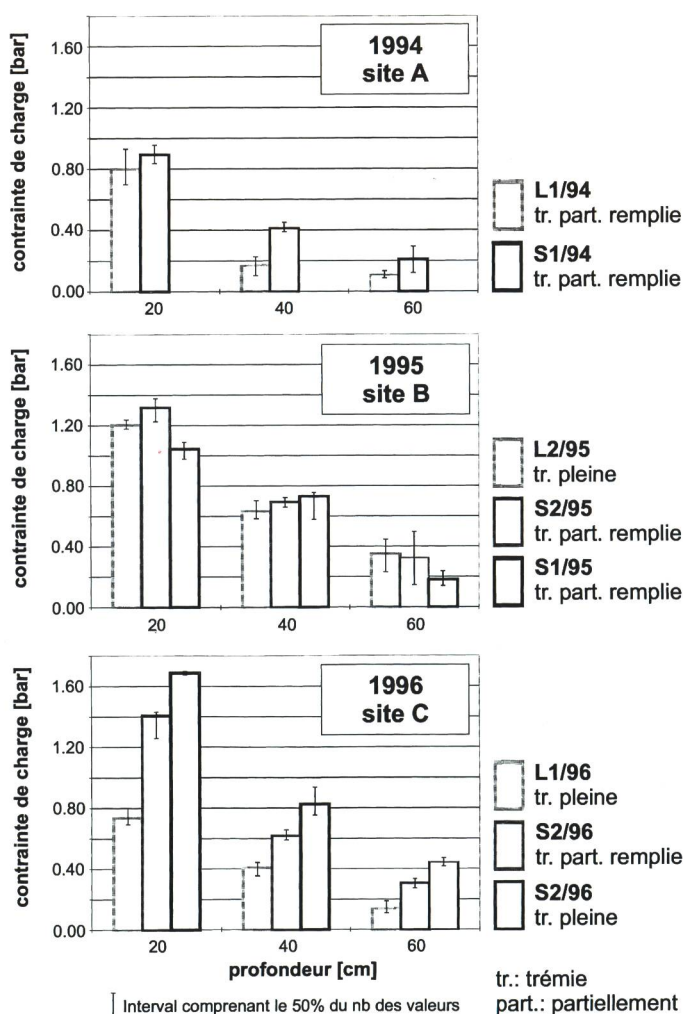 contrainte de charge [bar]
1.60
1.20
0.80
0.40
0.00
20
40
60
1994
site A
L1/94
tr. part. remplie
S1/94
tr. part. remplie
contrainte de charge [bar]
1.60
1.20
0.80
0.40
0.00
20
40
60
1995
site B
L2/95
tr. pleine
S2/95
tr. part. remplie
S1/95
tr. part. remplie
contrainte de charge [bar]
1.60
1.20
0.80
0.40
0.00
20
40
60
1996
site C
L1/96
tr. pleine
S2/96
tr. part. remplie
S2/96
tr. pleine
profondeur [cm]
Interval comprenant le 50% du nb des valeurs
tr.: trémie
part.: partiellement